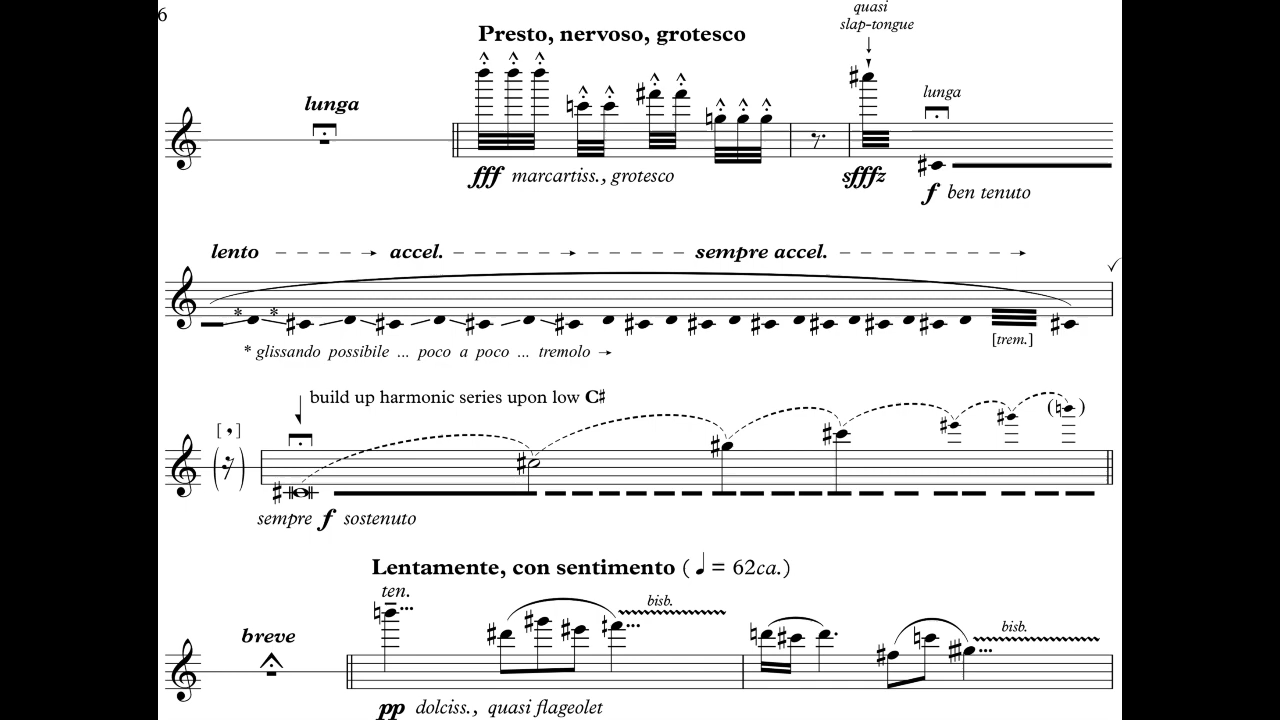 6
quasi
slap-tongue
Presto, nervoso, grotesco
lunga
lunga
fff marcartiss., grotesco
sfffz
f ben tenuto
lento accel. sempre accel.
* *
* glissando possibile ... poco a poco ... tremolo
[trem.]
build up harmonic series upon low C♯
[,]
sempre f sostenuto
Lentamente, con sentimento (♩= 62ca.)
ten.
bisb.
breve
bisb.
pp dolciss., quasi flageolet